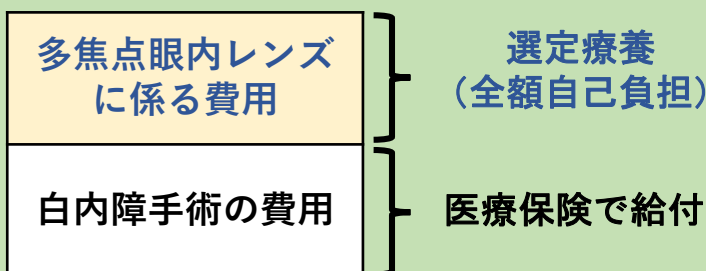 多焦点眼内レンズ
に係る費用
選定療養
（全額自己負担）
白内障手術の費用
医療保険で給付